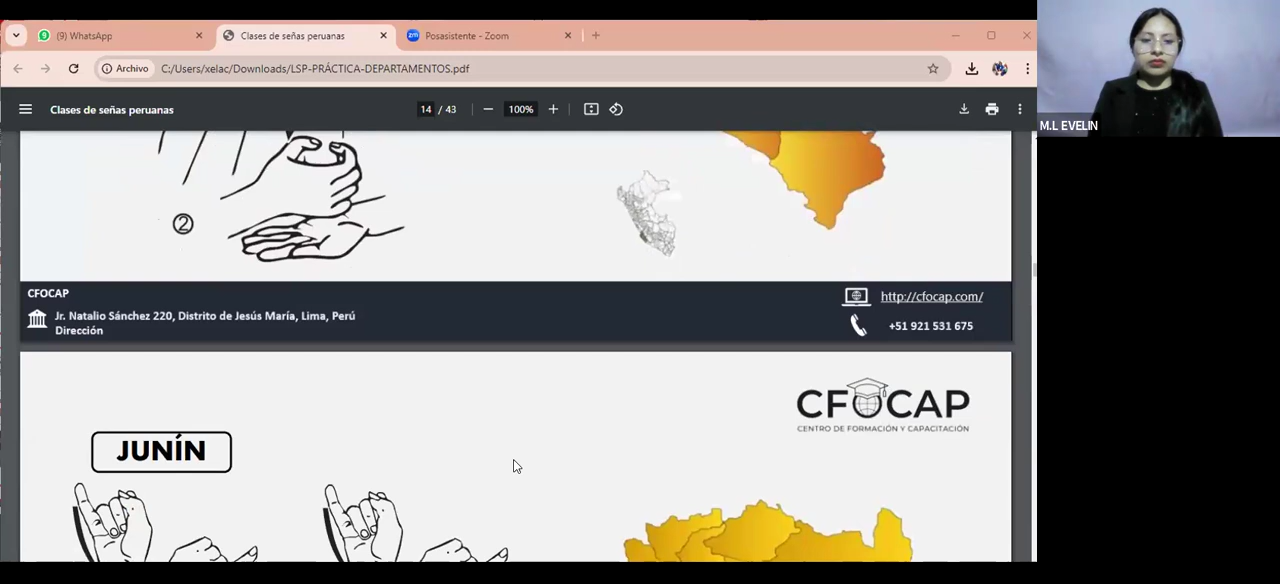 (9) WhatsApp
Clases de señas peruanas
zm
Posasistente - Zoom
Archivo
C:/Users/xelac/Downloads/LSP-PRÁCTICA-DEPARTAMENTOS.pdf
Clases de señas peruanas
14 / 43
100%
M.L EVELIN
②
CFOCAP
Jr. Natalio Sánchez 220, Distrito de Jesús María, Lima, Perú
Dirección
http://cfocap.com/
+51 921 531 675
CFOCAP
CENTRO DE FORMACIÓN Y CAPACITACIÓN
JUNÍN